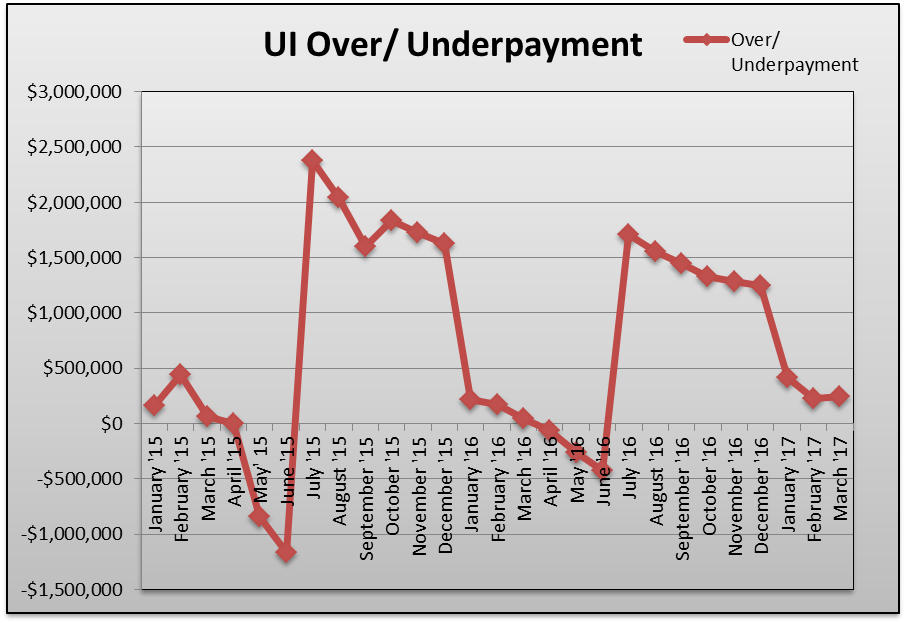 UI Over/ Underpayment
Over/
Underpayment
$3,000,000
$2,500,000
$2,000,000
$1,500,000
$1,000,000
$500,000
$0
-$500,000
-$1,000,000
-$1,500,000
January '15
February '15
March '15
April '15
May' 15
June '15
July '15
August '15
September '15
October '15
November '15
December '15
January '16
February '16
March '16
April '16
May '16
June '16
July '16
August '16
September '16
October '16
November '16
December '16
January '17
February '17
March '17